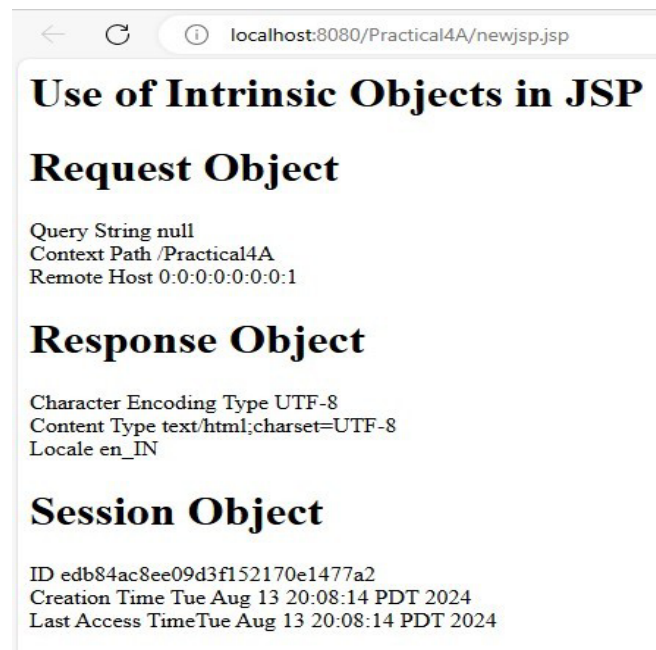 localhost:8080/Practical4A/newjsp.jsp
Use of Intrinsic Objects in JSP
Request Object
Query String null
Context Path /Practical4A
Remote Host 0:0:0:0:0:0:0:1
Response Object
Character Encoding Type UTF-8
Content Type text/html;charset=UTF-8
Locale en_IN
Session Object
ID edb84ac8ee09d3f152170e1477a2
Creation Time Tue Aug 13 20:08:14 PDT 2024
Last Access TimeTue Aug 13 20:08:14 PDT 2024